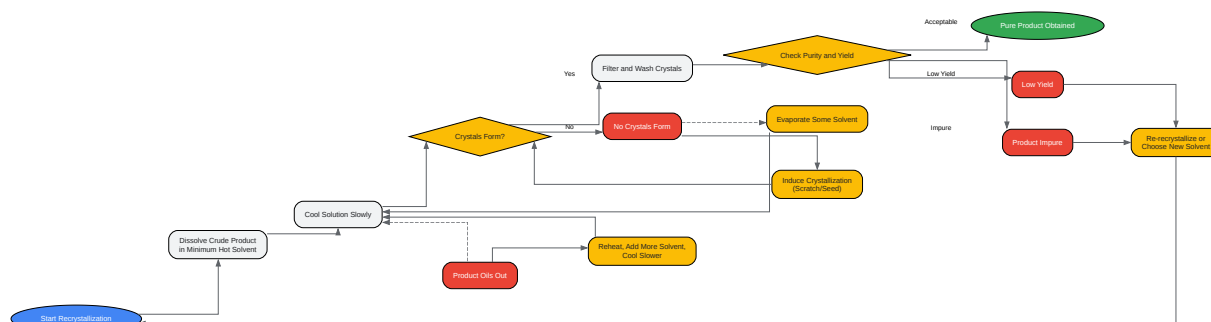 Acceptable
Pure Product Obtained
Check Purity and Yield
Filter and Wash Crystals
Yes
Low Yield
Low Yield
Evaporate Some Solvent
No Crystals Form
No
Crystals Form?
Impure
Product Impure
Re-recrystallize or
Choose New Solvent
Induce Crystallization
(Scratch/Seed)
Cool Solution Slowly
Dissolve Crude Product
in Minimum Hot Solvent
Reheat, Add More Solvent,
Cool Slower
Product Oils Out
Start Recrystallization